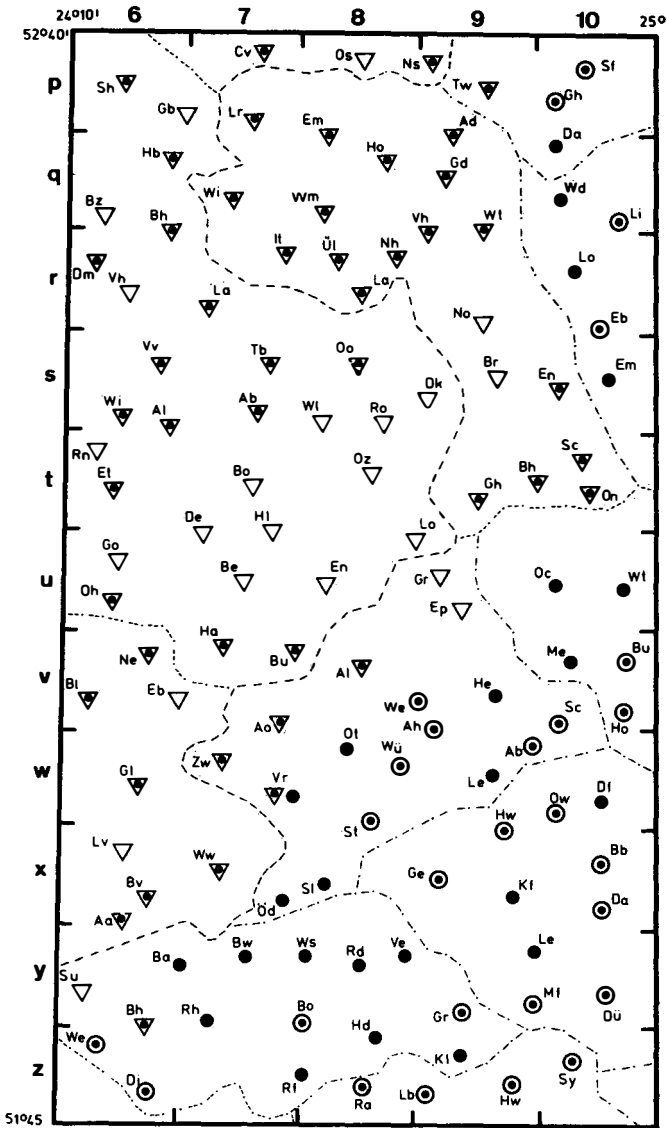 24°10'
6
7
8
9
10
25°
52°40'
p
q
r
s
t
u
v
w
x
y
z
51°45
Cv
Os
Ns
Sf
Sh
Tw
Gb
Lr
Em
Ad
Gh
Da
Hb
Ho
Gd
Wi
Wm
Wd
Bz
Bh
Vh
Wt
Li
It
Ül
Nh
Dm
Vh
La
La
Lo
No
Eb
Vv
Tb
Oo
Br
En
Em
Wi
Al
Ab
Wl
Ro
Dk
Rn
Et
Bo
Oz
Gh
Bh
Sc
On
De
Hl
Lo
Go
Be
En
Gr
Oc
Wt
Oh
Ep
Ne
Ha
Bu
Al
Me
Bu
Bl
Eb
We
He
Ao
Ah
Sc
Ho
Zw
Ot
Wü
Ab
Gl
Vr
Le
Df
St
Hw
Ow
Lv
Ww
Ge
Bb
Bv
Sl
Kf
Aa
Öd
Da
Ba
Bw
Ws
Rd
Ve
Le
Su
Bh
Rh
Bo
Gr
Mf
Dü
We
Hd
Kl
Di
Rf
Ra
Lb
Hw
Sy